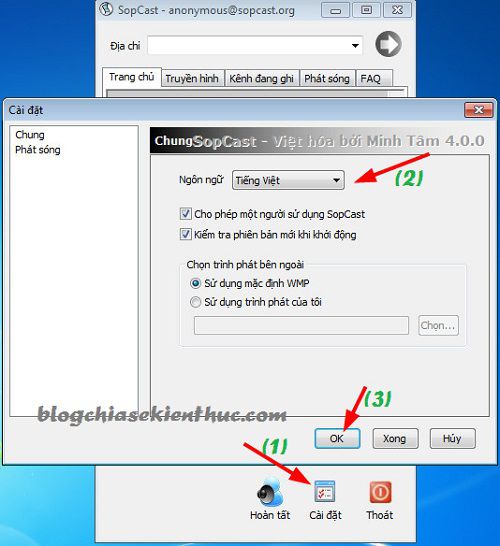 SopCast - anonymous@sopcast.org
Địa chỉ
Trang chủ Truyền hình Kênh đang ghi Phát sóng FAQ
Cài đặt
Chung
Phát sóng
Chung SopCast - Việt hóa bởi Minh Tâm 4.0.0
Ngôn ngữ Tiếng Việt (2)
Cho phép một người sử dụng SopCast
Kiểm tra phiên bản mới khi khởi động
Chọn trình phát bên ngoài
Sử dụng mặc định WMP
Sử dụng trình phát của tôi
Chọn...
blogchiasekienthuc.com
(3)
OK Xong Hủy
(1)
Hoàn tất Cài đặt Thoát